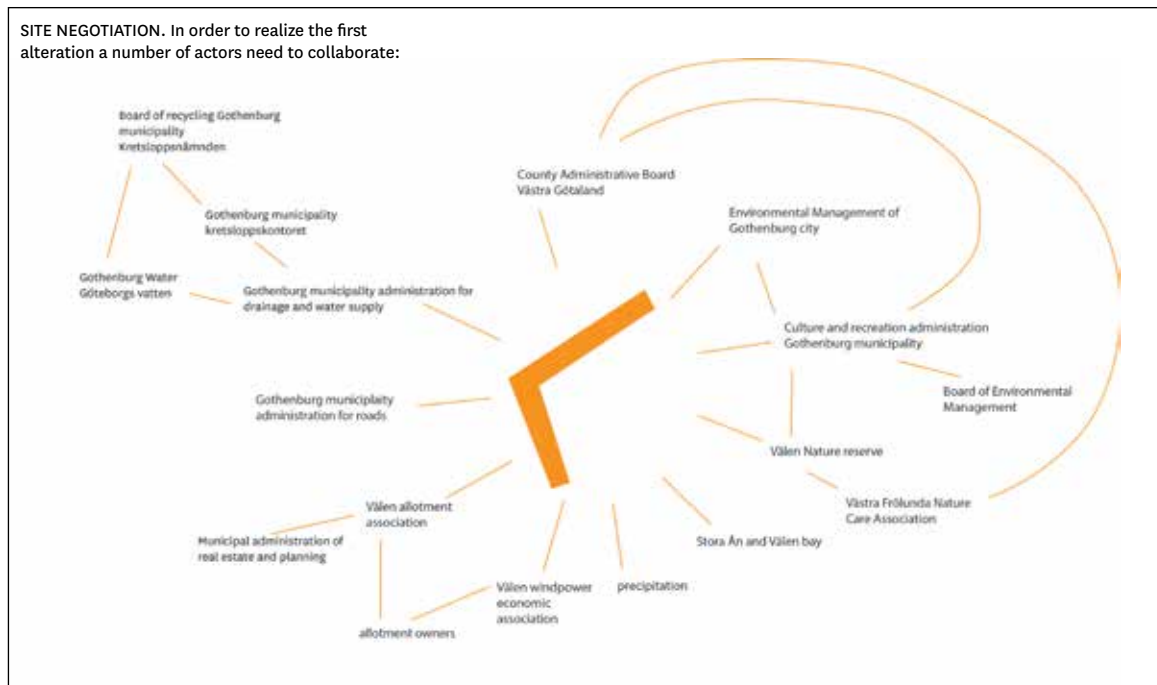 SITE NEGOTIATION. In order to realize the first
alteration a number of actors need to collaborate:
Board of recycling Gothenburg
municipality
Kretsloppsnämnden
County Administrative Board
Västra Götaland
Gothenburg municipality
kretsloppskontoret
Environmental Management of
Gothenburg city
Gothenburg Water
Göteborgs vatten
Gothenburg municipality administration for
drainage and water supply
Culture and recreation administration
Gothenburg municipality
Board of Environmental
Management
Gothenburg municiplaity
administration for roads
Välen Nature reserve
Västra Frölunda Nature
Care Association
Välen allotment
association
Stora Ån and Välen bay
Municipal administration of
real estate and planning
Välen windpower
economic
association
precipitation
allotment owners